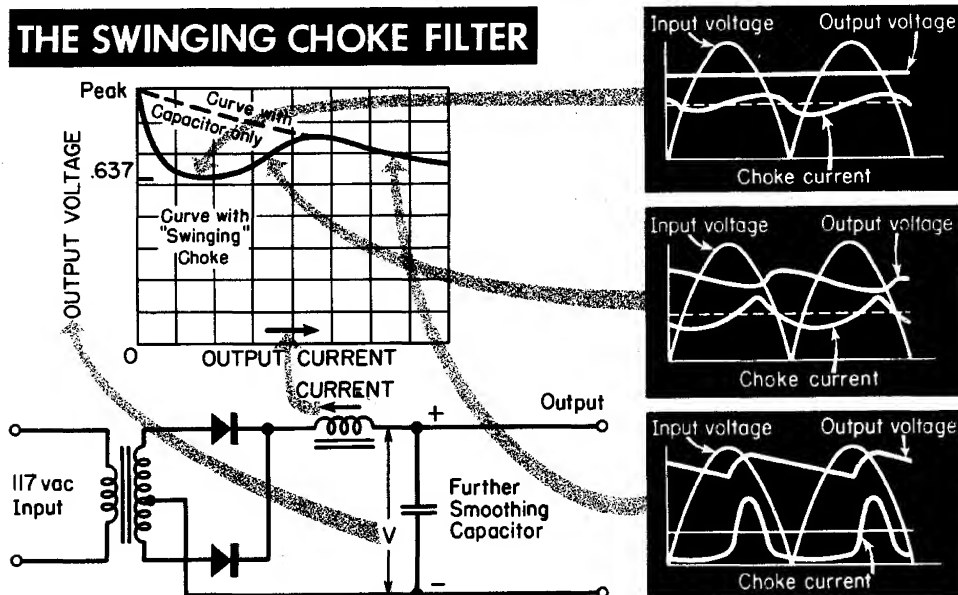 THE SWINGING CHOKE FILTER
Peak
Curve with
Capacitor only
.637
OUTPUT VOLTAGE
Curve with
"Swinging"
Choke
0
OUTPUT CURRENT
CURRENT
117 vac
Input
+
Output
V
Further
Smoothing
Capacitor
−
Input voltage
Output voltage
Choke current
Input voltage
Output voltage
Choke current
Input voltage
Output voltage
Choke current